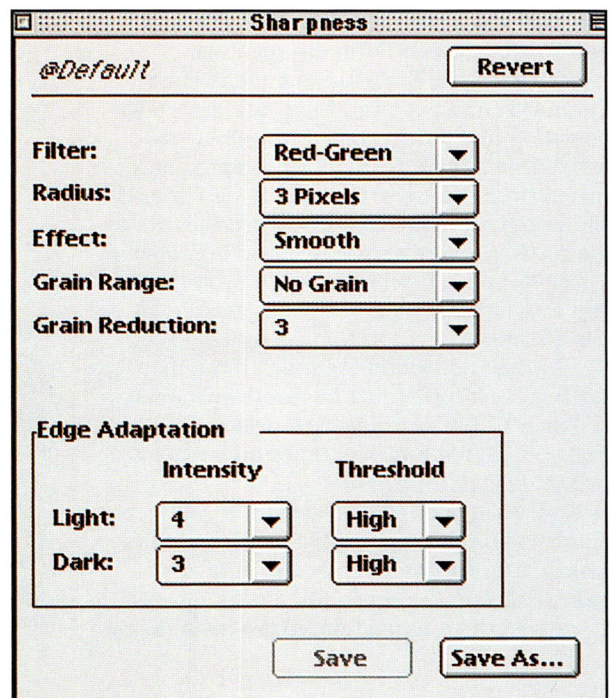 Sharpness
@Default Revert
Filter: Red-Green
Radius: 3 Pixels
Effect: Smooth
Grain Range: No Grain
Grain Reduction: 3
Edge Adaptation
Intensity Threshold
Light: 4 High
Dark: 3 High
Save Save As...